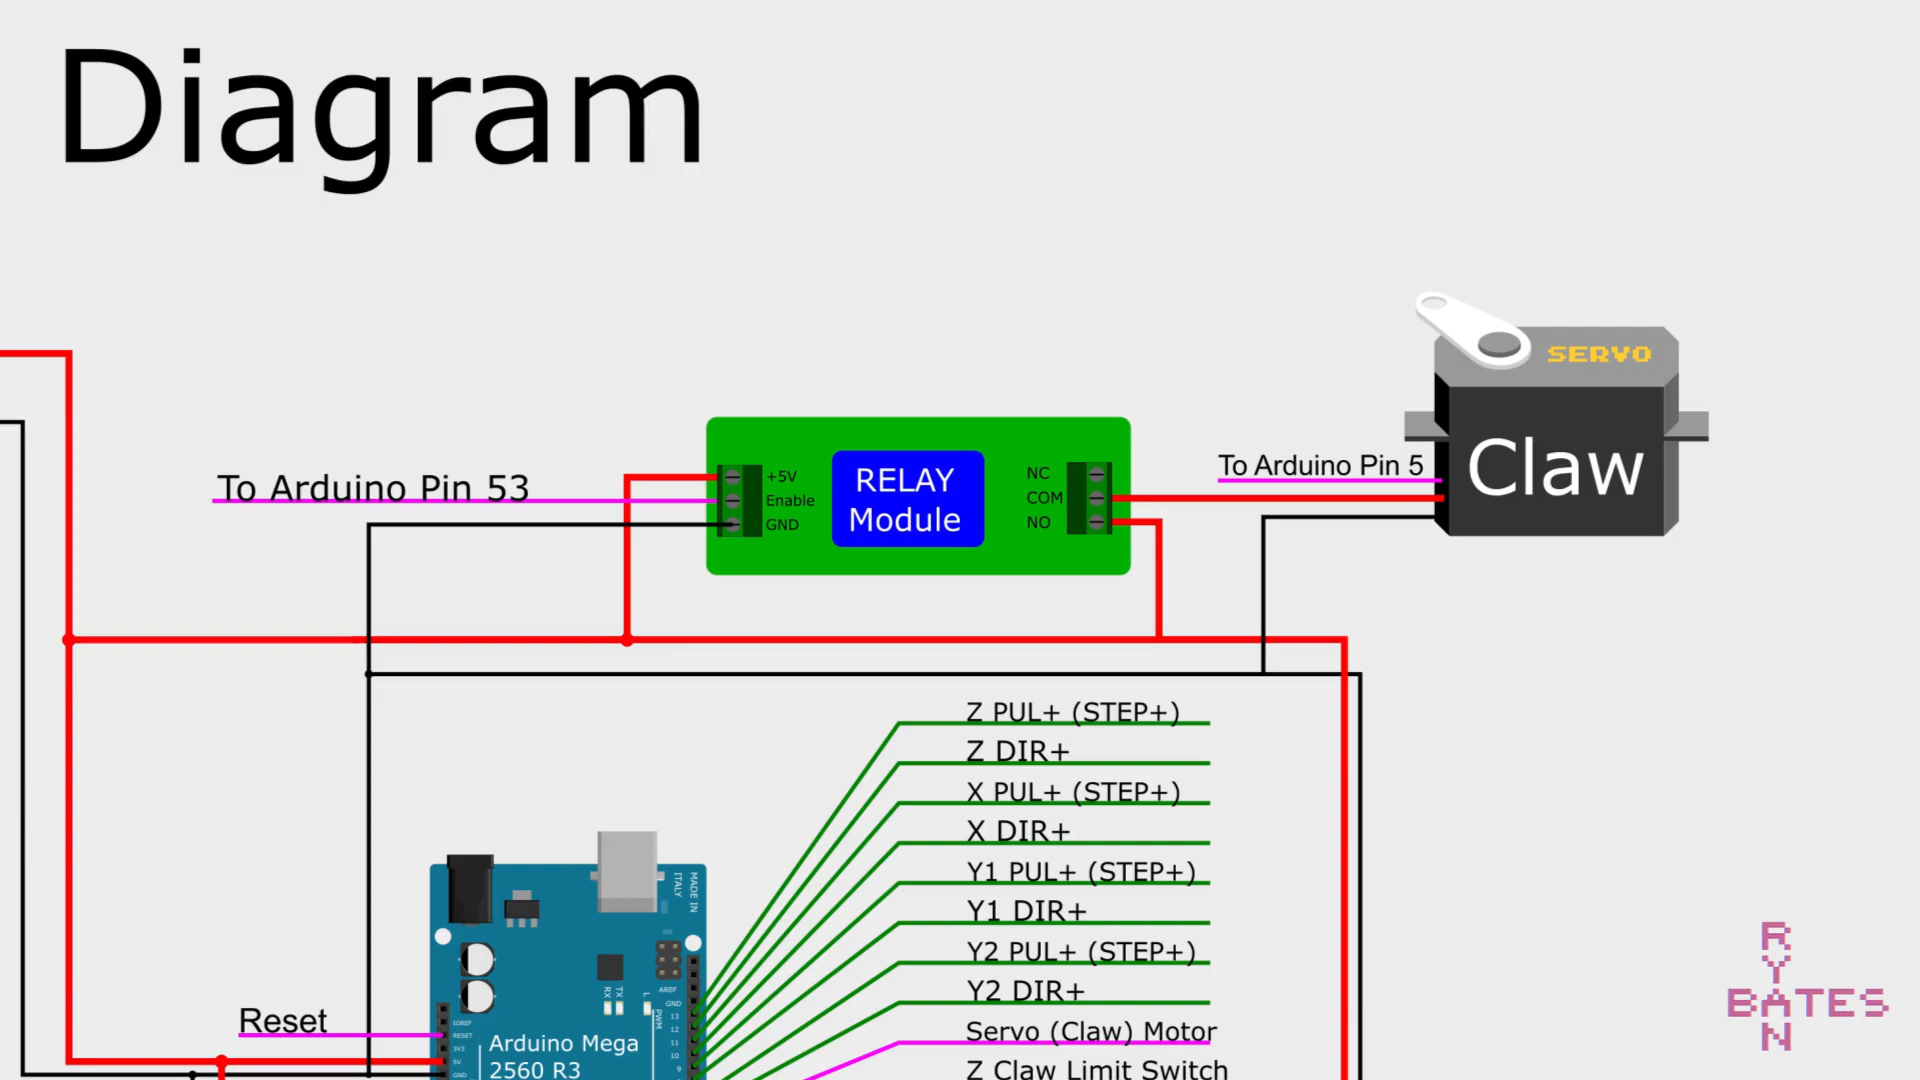 Diagram
SERVO
Claw
To Arduino Pin 5
To Arduino Pin 53
+5V
Enable
GND
RELAY
Module
NC
COM
NO
Z PUL+ (STEP+)
Z DIR+
X PUL+ (STEP+)
X DIR+
Y1 PUL+ (STEP+)
Y1 DIR+
Y2 PUL+ (STEP+)
Y2 DIR+
Servo (Claw) Motor
Z Claw Limit Switch
Reset
MADE IN
ITALY
AREF
GND
13
12
11
10
9
RX
TX
L
PWM
IOREF
RESET
3V3
5V
GND
Arduino Mega
2560 R3
RYAN
BATES